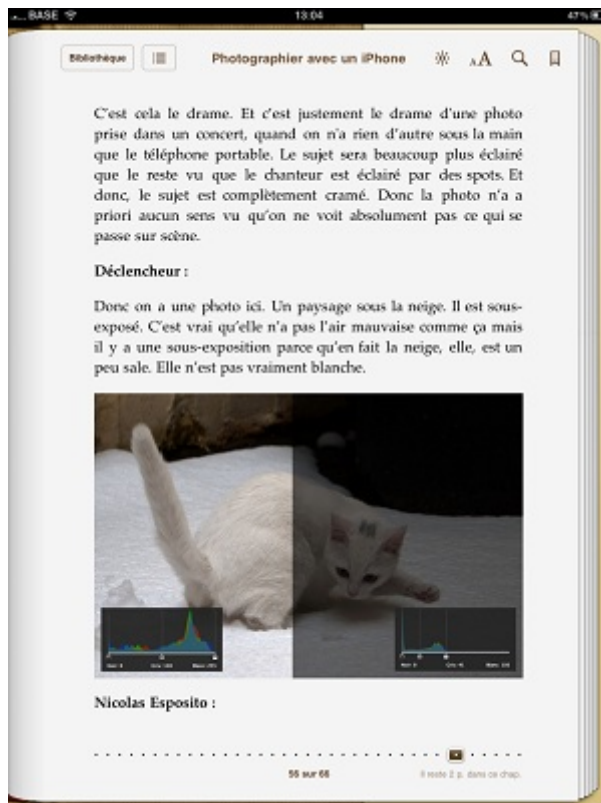 ... BASE 13:04 47%
Bibliothèque Photographier avec un iPhone AA
C'est cela le drame. Et c'est justement le drame d'une photo
prise dans un concert, quand on n'a rien d'autre sous la main
que le téléphone portable. Le sujet sera beaucoup plus éclairé
que le reste vu que le chanteur est éclairé par des spots. Et
donc, le sujet est complètement cramé. Donc la photo n'a a
priori aucun sens vu qu'on ne voit absolument pas ce qui se
passe sur scène.
Déclencheur :
Donc on a une photo ici. Un paysage sous la neige. Il est sous-
exposé. C'est vrai qu'elle n'a pas l'air mauvaise comme ça mais
il y a une sous-exposition parce qu'en fait la neige, elle, est un
peu sale. Elle n'est pas vraiment blanche.
Nicolas Esposito :
55 sur 66 Il reste 2 p. dans ce chap.